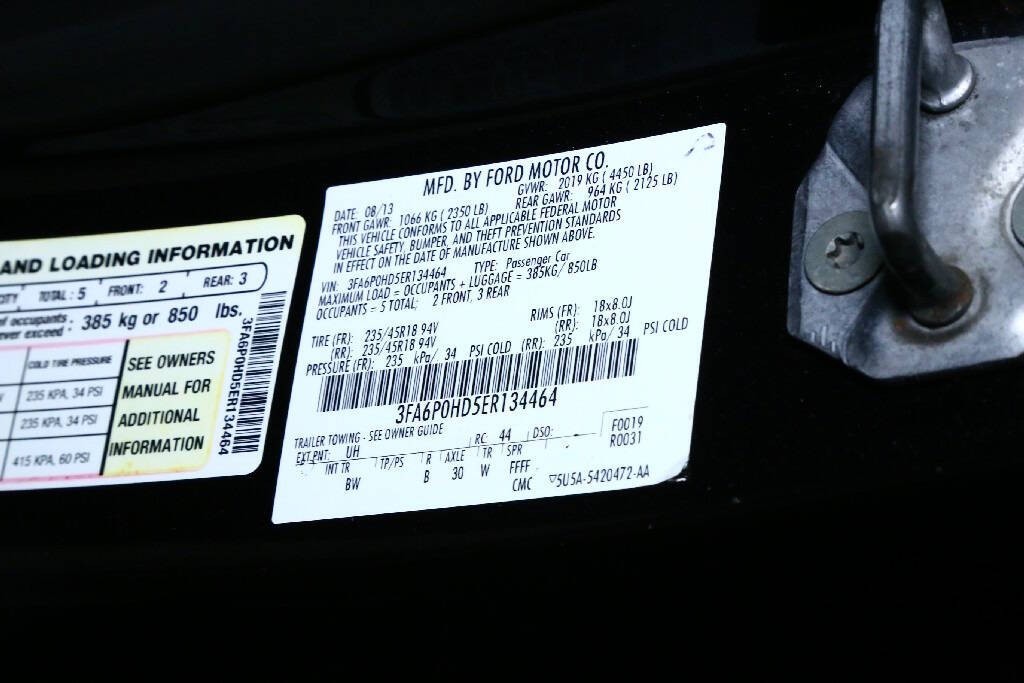 AND LOADING INFORMATION
TOTAL : 5 FRONT: 2 REAR: 3
of occupants : 385 kg or 850 lbs.
ever exceed :
COLD TIRE PRESSURE
235 KPA, 34 PSI
235 KPA, 34 PSI
415 KPA, 60 PSI
SEE OWNERS
MANUAL FOR
ADDITIONAL
INFORMATION
3FA6P0HD5ER134464
MFD. BY FORD MOTOR CO.
DATE: 08/13 GVWR: 2019 KG ( 4450 LB)
FRONT GAWR: 1066 KG ( 2350 LB) REAR GAWR: 964 KG ( 2125 LB)
THIS VEHICLE CONFORMS TO ALL APPLICABLE FEDERAL MOTOR
VEHICLE SAFETY, BUMPER, AND THEFT PREVENTION STANDARDS
IN EFFECT ON THE DATE OF MANUFACTURE SHOWN ABOVE.
VIN: 3FA6P0HD5ER134464 TYPE: Passenger Car
MAXIMUM LOAD = OCCUPANTS + LUGGAGE = 385KG/ 850LB
OCCUPANTS = 5 TOTAL; 2 FRONT, 3 REAR
TIRE (FR): 235/45R18 94V RIMS (FR): 18x8.0J
(RR): 235/45R18 94V (RR): 18x8.0J
PRESSURE (FR): 235 kPa/ 34 PSI COLD (RR): 235 kPa/ 34 PSI COLD
3FA6P0HD5ER134464
TRAILER TOWING - SEE OWNER GUIDE
EXT PNT: UH RC: 44 DSO: F0019
INT TR TP/PS R AXLE TR SPR R0031
BW B 30 W FFFF
CMC ▽5U5A-5420472-AA